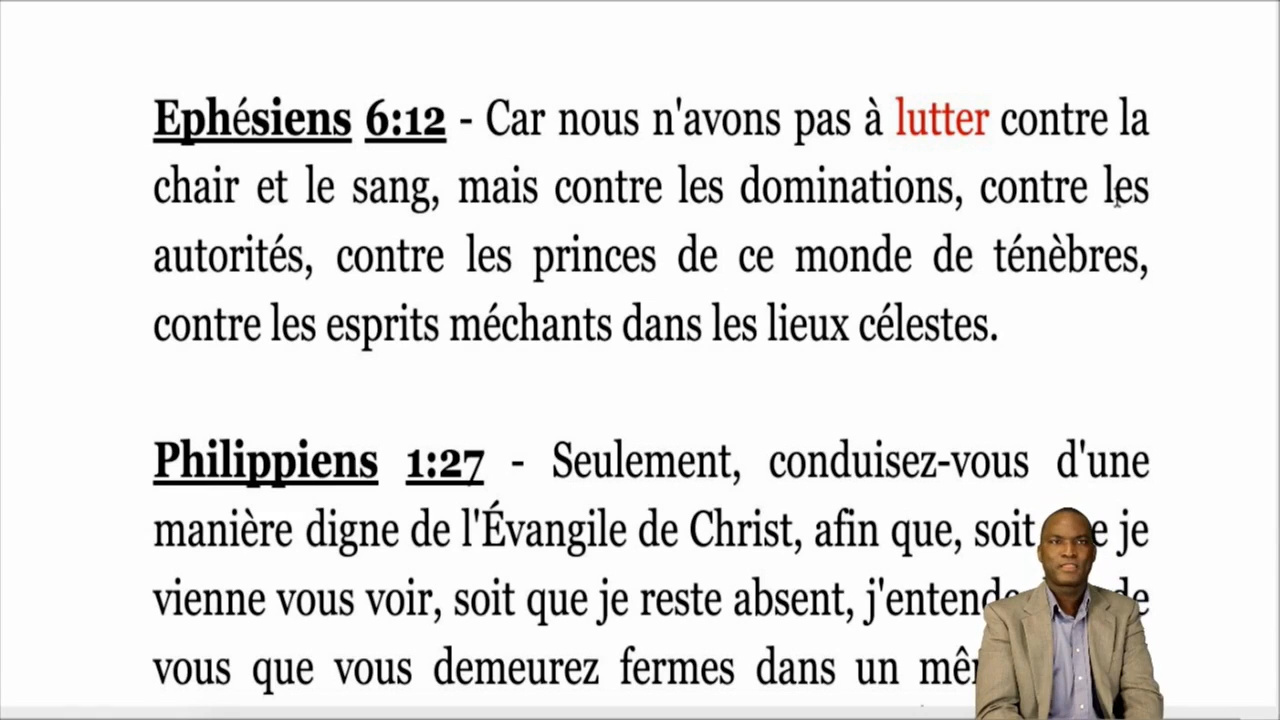 Ephésiens 6:12 - Car nous n'avons pas à lutter contre la
chair et le sang, mais contre les dominations, contre les
autorités, contre les princes de ce monde de ténèbres,
contre les esprits méchants dans les lieux célestes.
Philippiens 1:27 - Seulement, conduisez-vous d'une
manière digne de l'Évangile de Christ, afin que, soit je
vienne vous voir, soit que je reste absent, j'entende de
vous que vous demeurez fermes dans un